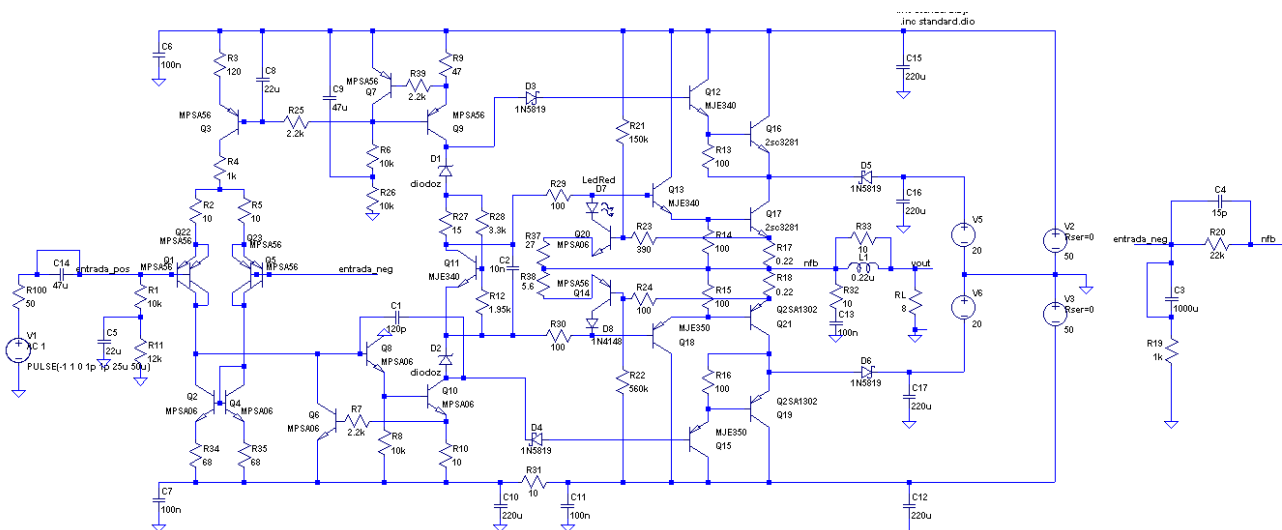 .inc standard.dio
C6
100n
R3
120
C8
22u
C9
47u
MPSA56
Q7
R39
2.2k
R9
47
C15
220u
MPSA56
Q3
R25
2.2k
MPSA56
Q9
D3
1N5819
Q12
MJE340
R21
150k
Q16
2sc3281
R13
100
R4
1k
R6
10k
D1
diodoz
R26
10k
LedRed
D7
R29
100
Q13
MJE340
D5
1N5819
C16
220u
C4
15p
R2
10
R5
10
R27
15
R28
3.3k
Q17
2sc3281
Q22
MPSA56
Q23
MPSA56
Q20
MPSA06
R23
390
R14
100
R17
0.22
R33
10
V5
20
V2
Rser=0
50
entrada_neg
R20
22k
nfb
C14
47u
entrada_pos
Q1
MPSA56
Q5
MPSA56
entrada_neg
Q11
MJE340
C2
10n
R37
27
R38
5.6
MPSA56
Q14
R24
100
R18
0.22
nfb
L1
0.22u
vout
R100
50
R1
10k
R12
1.95k
R15
100
R32
10
C13
100n
RL
8
V6
20
V3
Rser=0
50
C3
1000u
V1
AC 1
PULSE(-1 1 0 1p 1p 25u 50u)
C5
22u
R11
12k
C1
120p
Q8
MPSA06
D2
diodoz
R30
100
D8
1N4148
MJE350
Q18
Q2SA1302
Q21
R19
1k
Q2
MPSA06
Q4
MPSA06
Q6
MPSA06
R7
2.2k
Q10
MPSA06
R22
560k
R16
100
D6
1N5819
C17
220u
Q2SA1302
Q19
R34
68
R35
68
R8
10k
R10
10
D4
1N5819
MJE350
Q15
C7
100n
C10
220u
R31
10
C11
100n
C12
220u